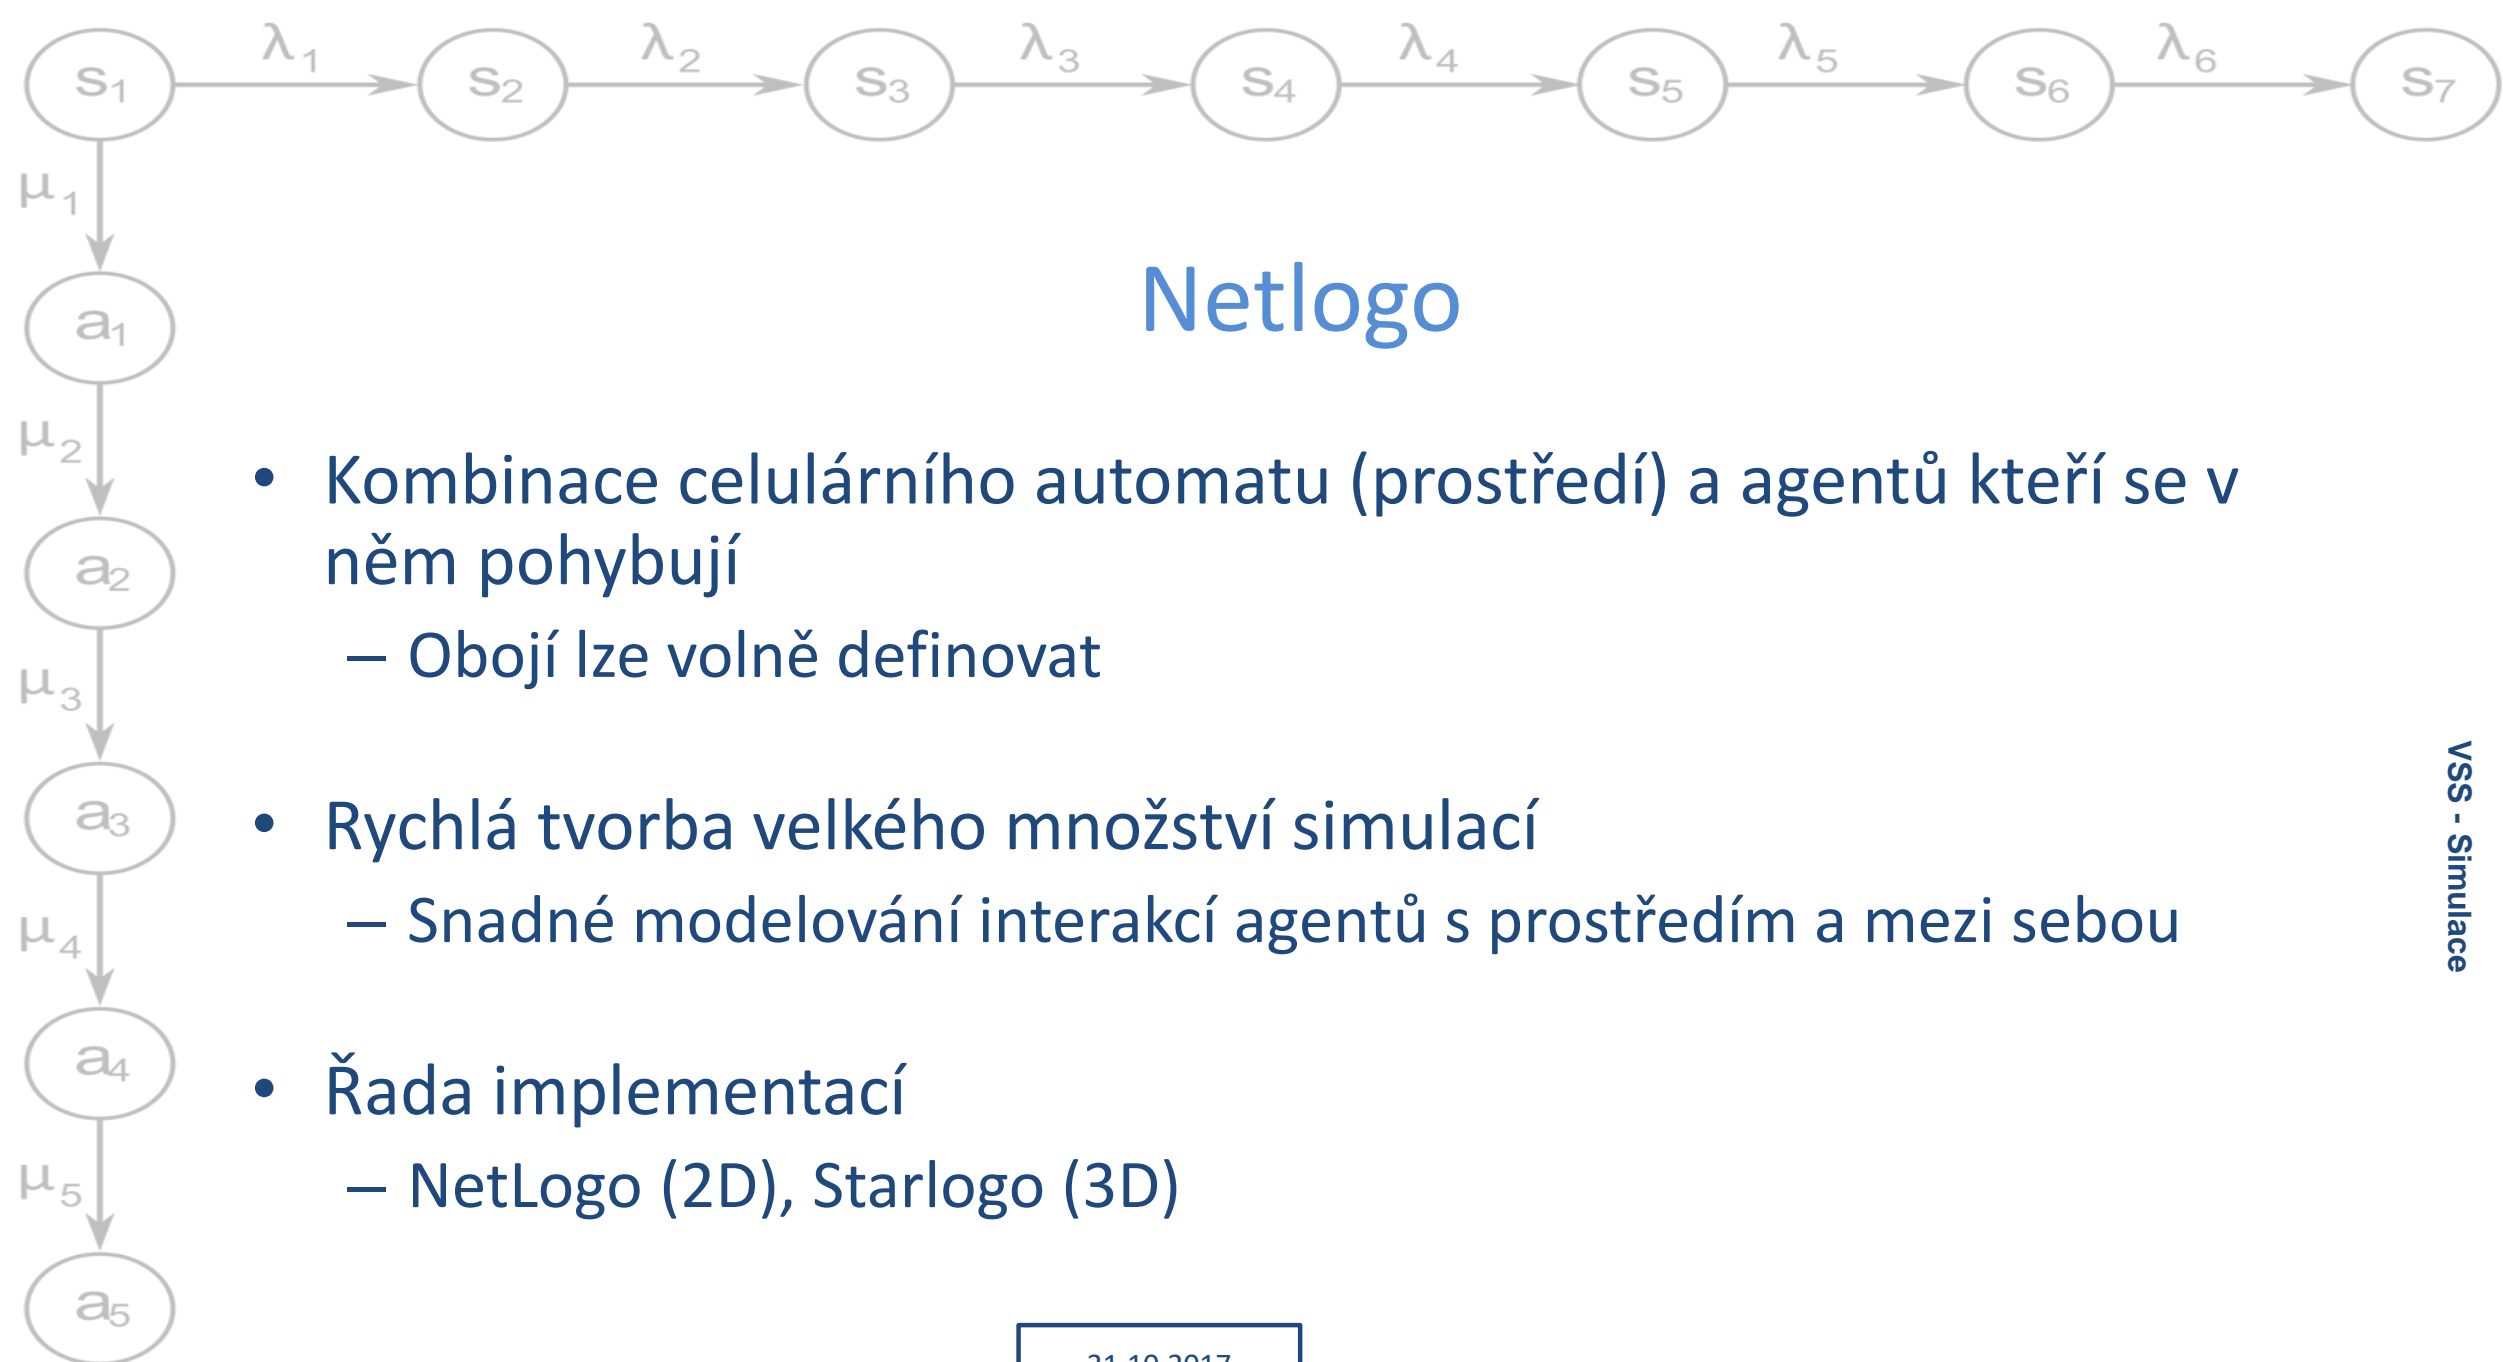 s1 λ1 s2 λ2 s3 λ3 s4 λ4 s5 λ5 s6 λ6 s7
μ1
a1
μ2
a2
μ3
a3
μ4
a4
μ5
a5
Netlogo
• Kombinace celulárního automatu (prostředí) a agentů kteří se v
něm pohybují
— Obojí lze volně definovat
• Rychlá tvorba velkého množství simulací
— Snadné modelování interakcí agentů s prostředím a mezi sebou
• Řada implementací
— NetLogo (2D), Starlogo (3D)
VSS - Simulace
31.10.2017